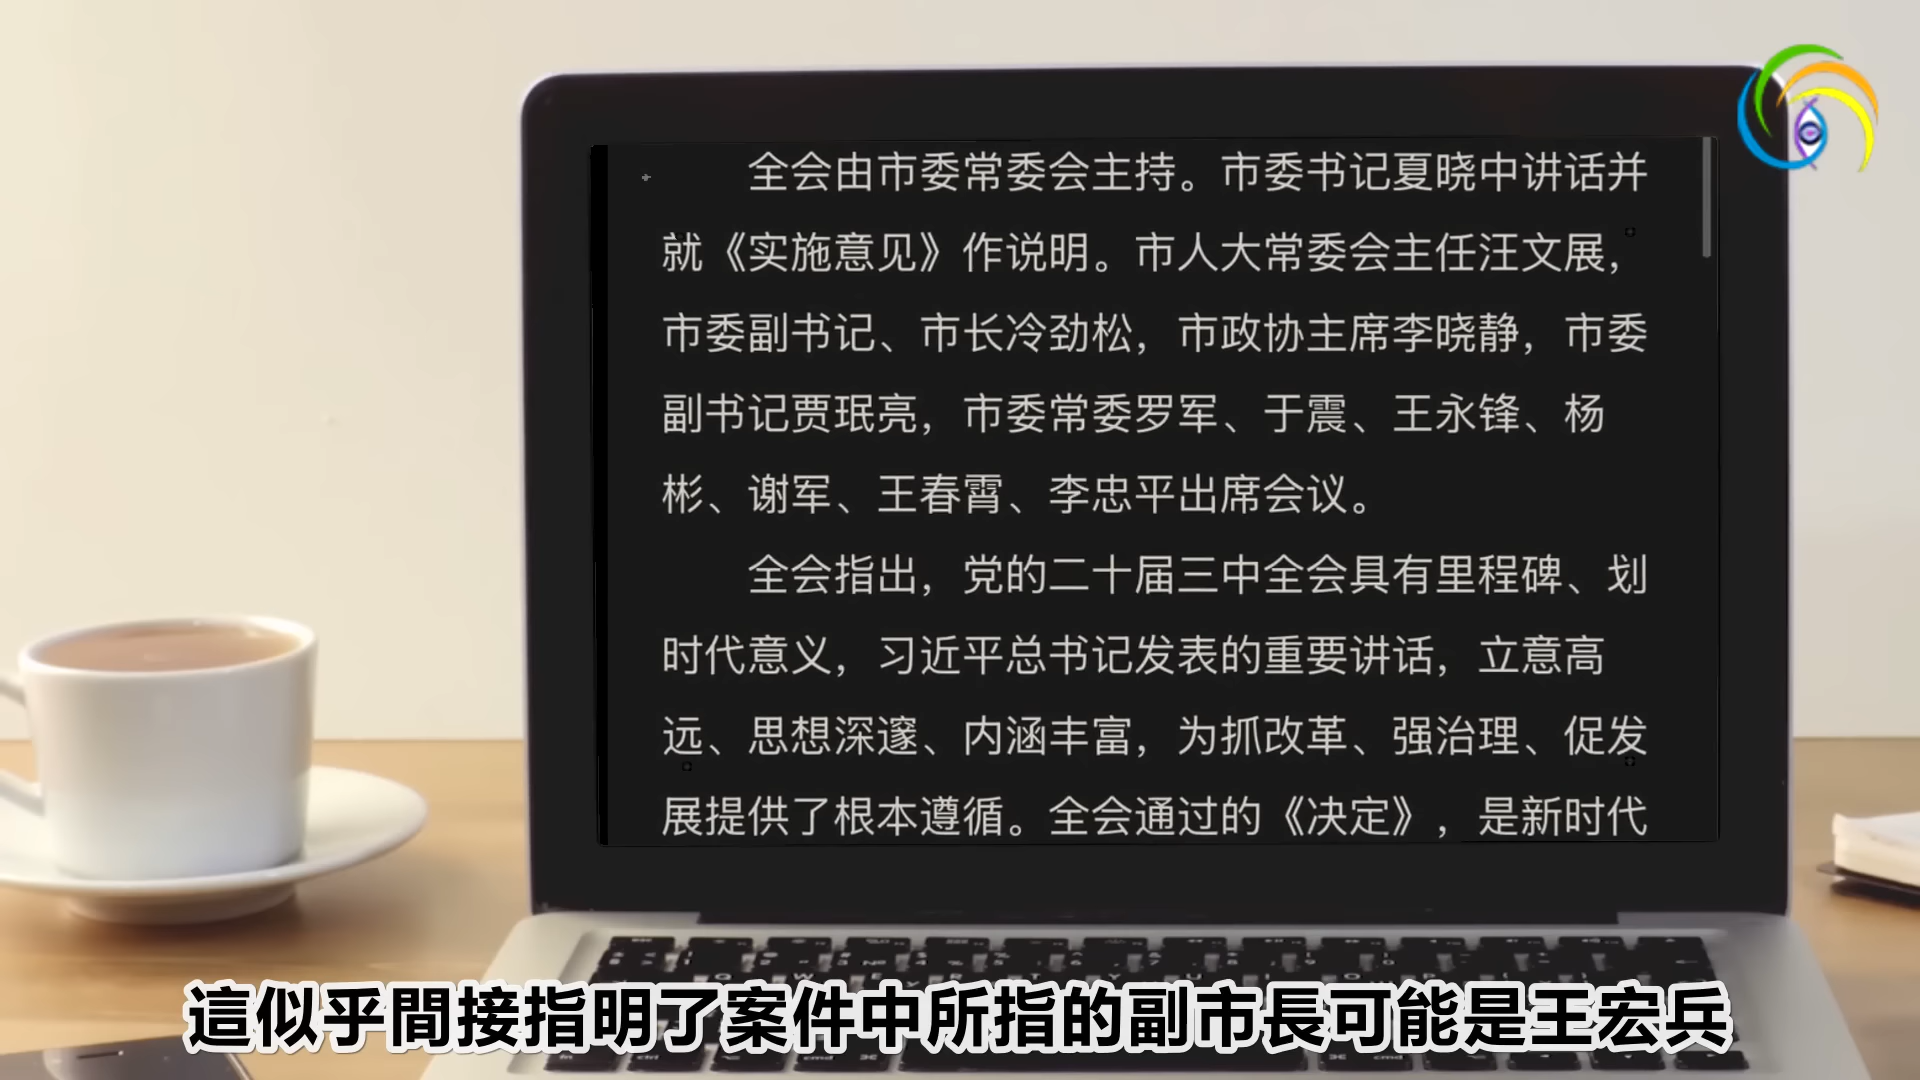 全会由市委常委会主持。市委书记夏晓中讲话并
就《实施意见》作说明。市人大常委会主任汪文展，
市委副书记、市长冷劲松，市政协主席李晓静，市委
副书记贾珉亮，市委常委罗军、于震、王永锋、杨
彬、谢军、王春霄、李忠平出席会议。
全会指出，党的二十届三中全会具有里程碑、划
时代意义，习近平总书记发表的重要讲话，立意高
远、思想深邃、内涵丰富，为抓改革、强治理、促发
展提供了根本遵循。全会通过的《决定》，是新时代
這似乎間接指明了案件中所指的副市長可能是王宏兵